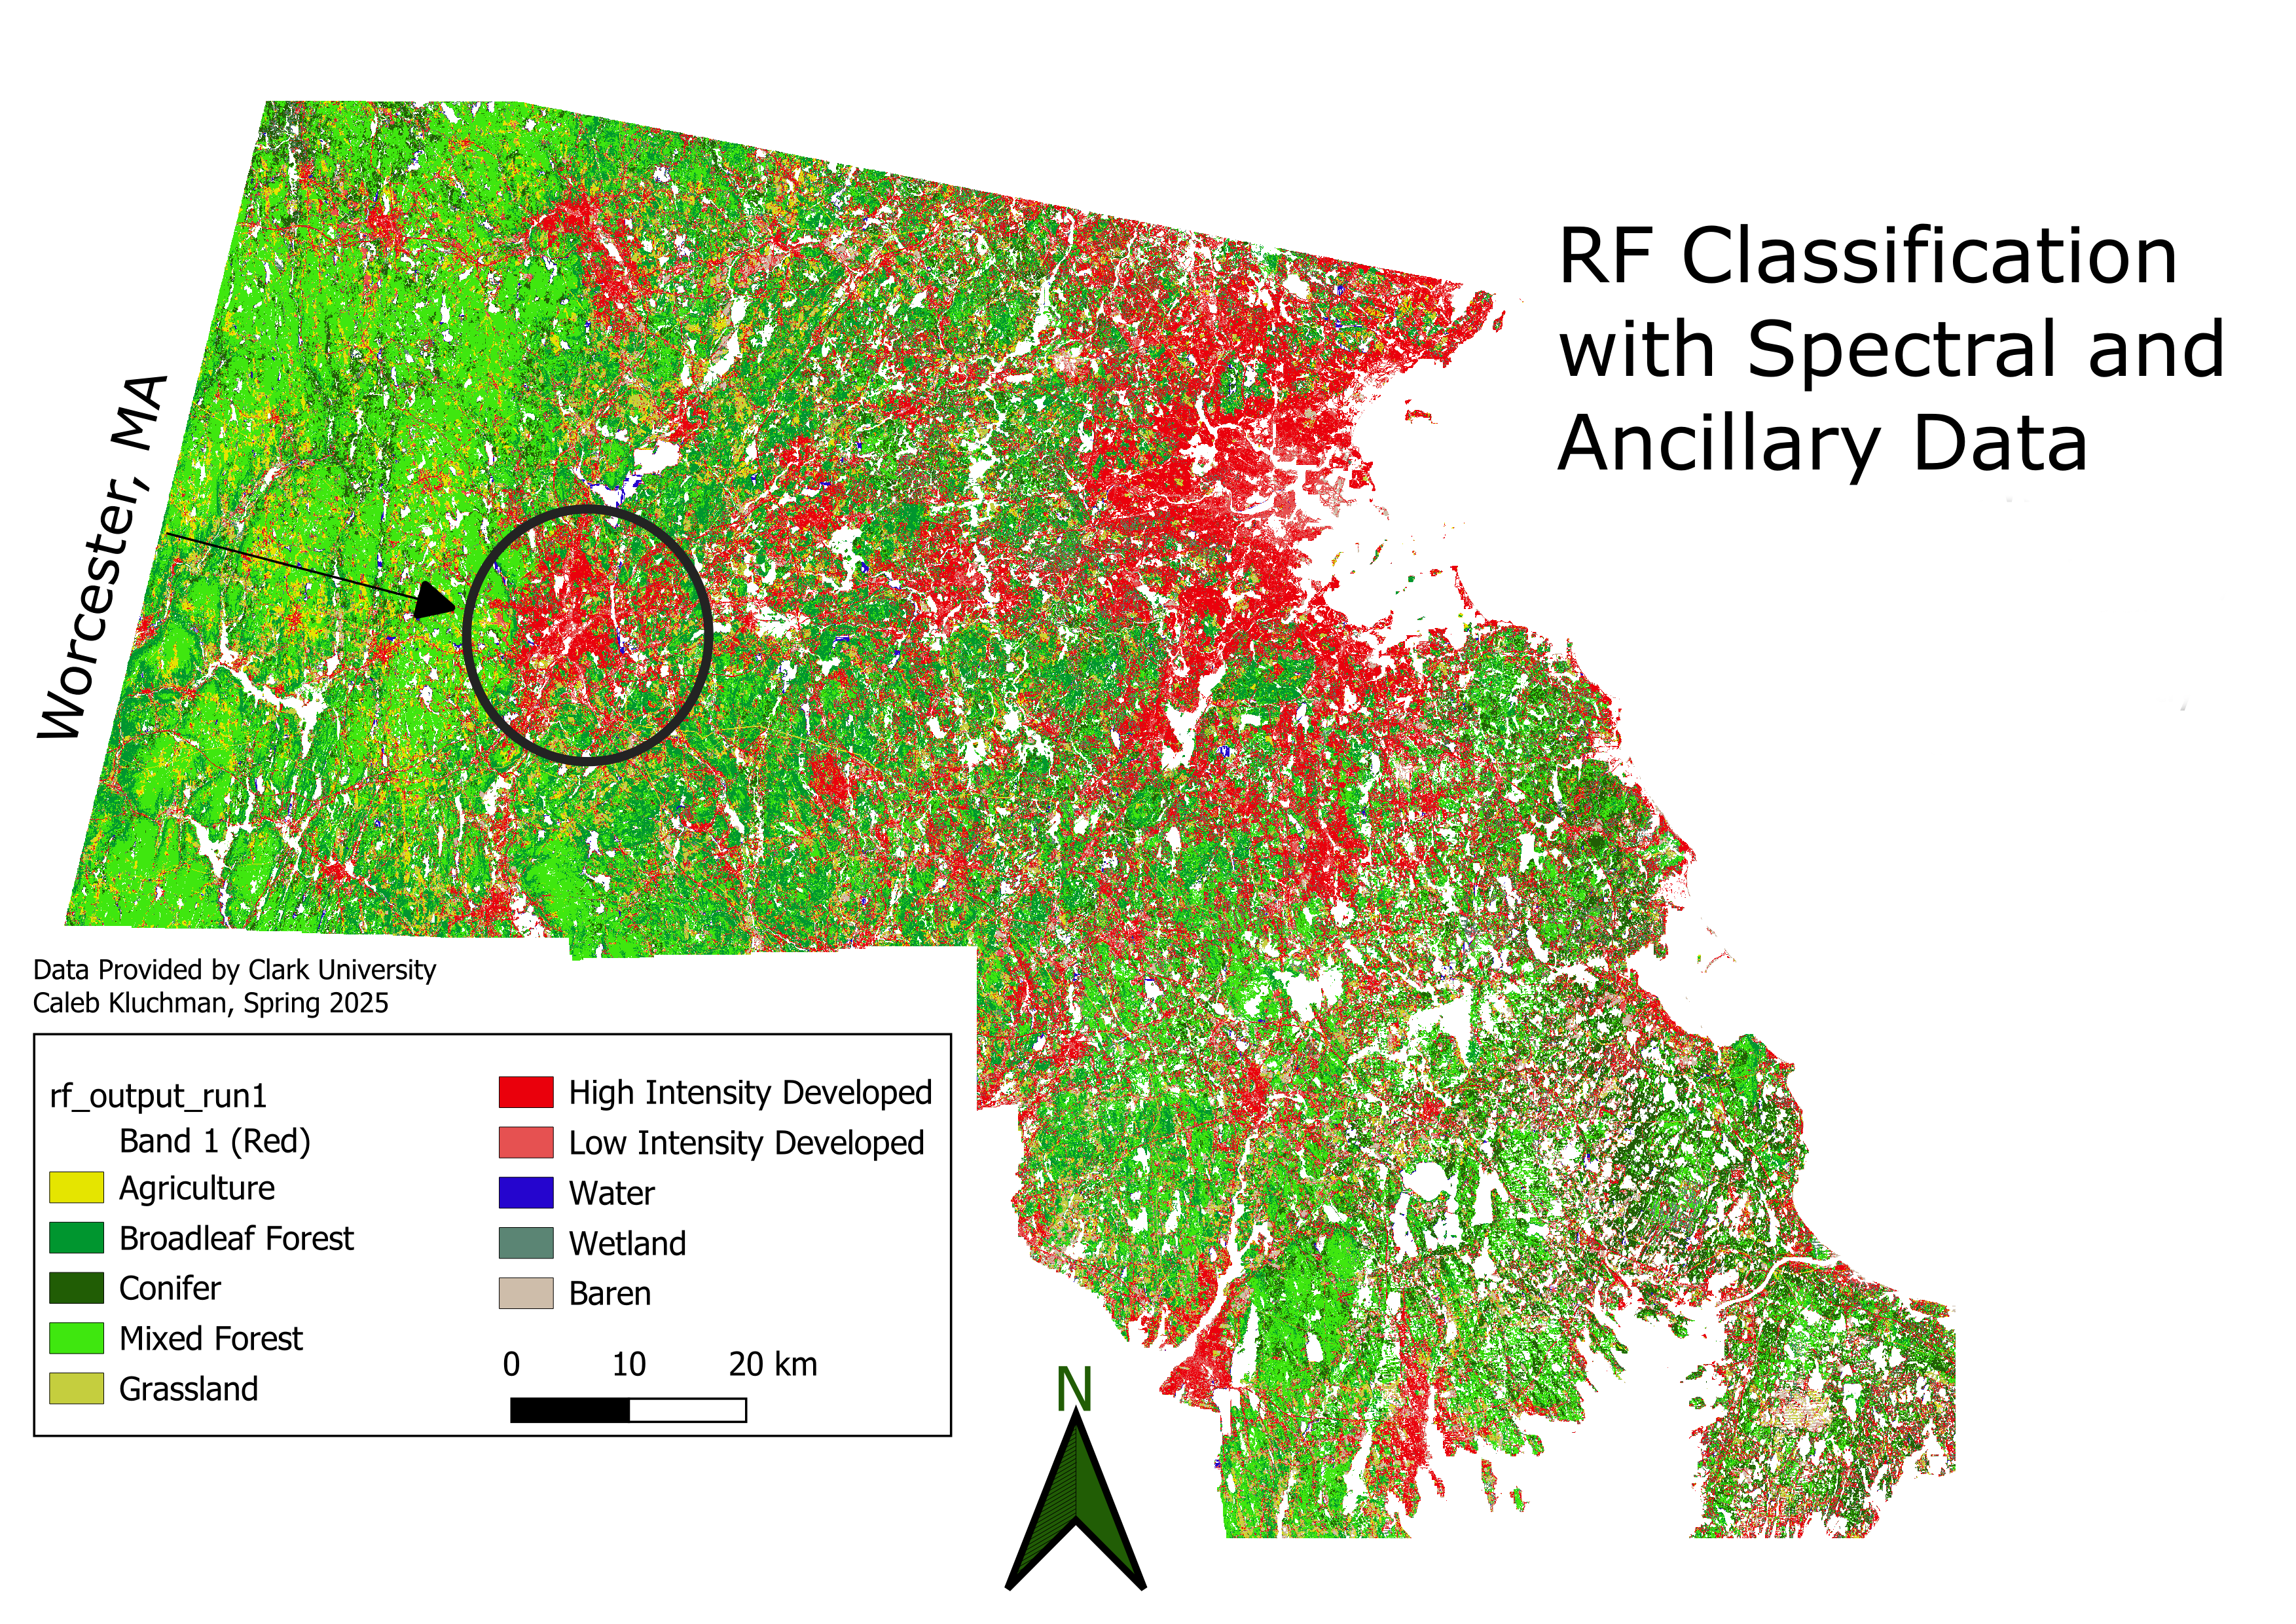 RF Classification
with Spectral and
Ancillary Data
Worcester, MA
Data Provided by Clark University
Caleb Kluchman, Spring 2025
rf_output_run1
Band 1 (Red)
Agriculture
Broadleaf Forest
Conifer
Mixed Forest
Grassland
High Intensity Developed
Low Intensity Developed
Water
Wetland
Baren
0 10 20 km
N